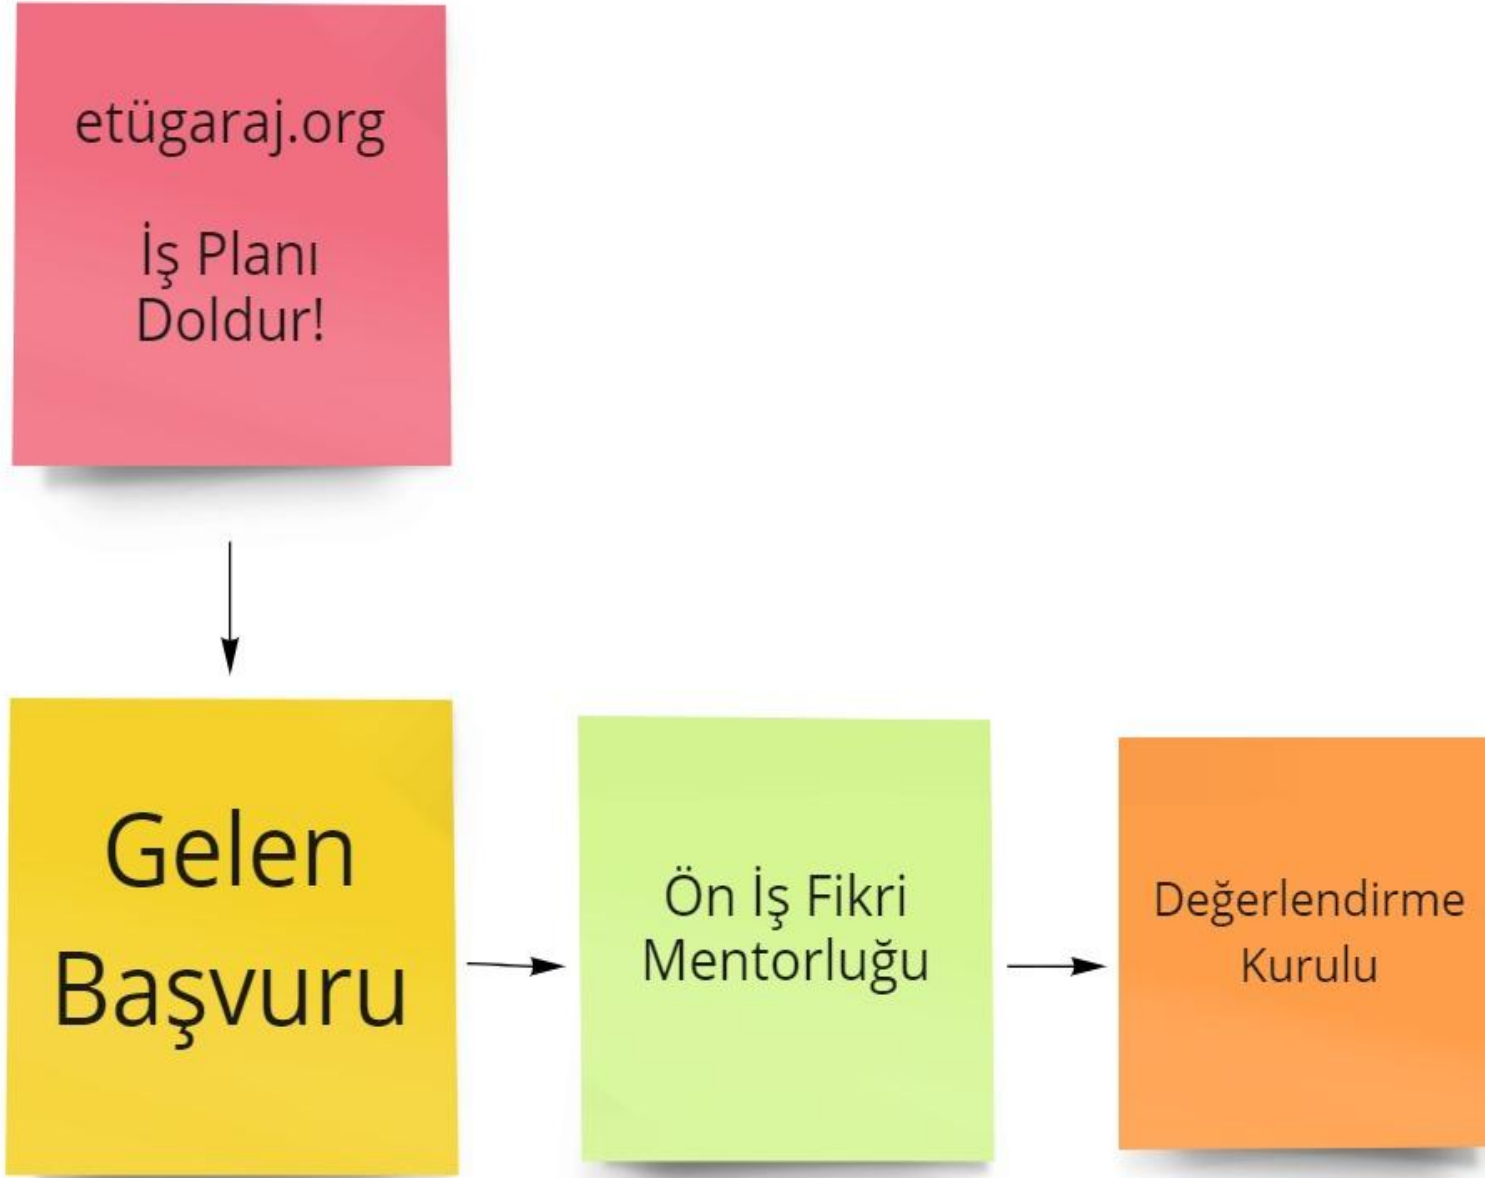 etügaraj.org
İş Planı
Doldur!
Gelen
Başvuru
Ön İş Fikri
Mentorluğu
Değerlendirme
Kurulu